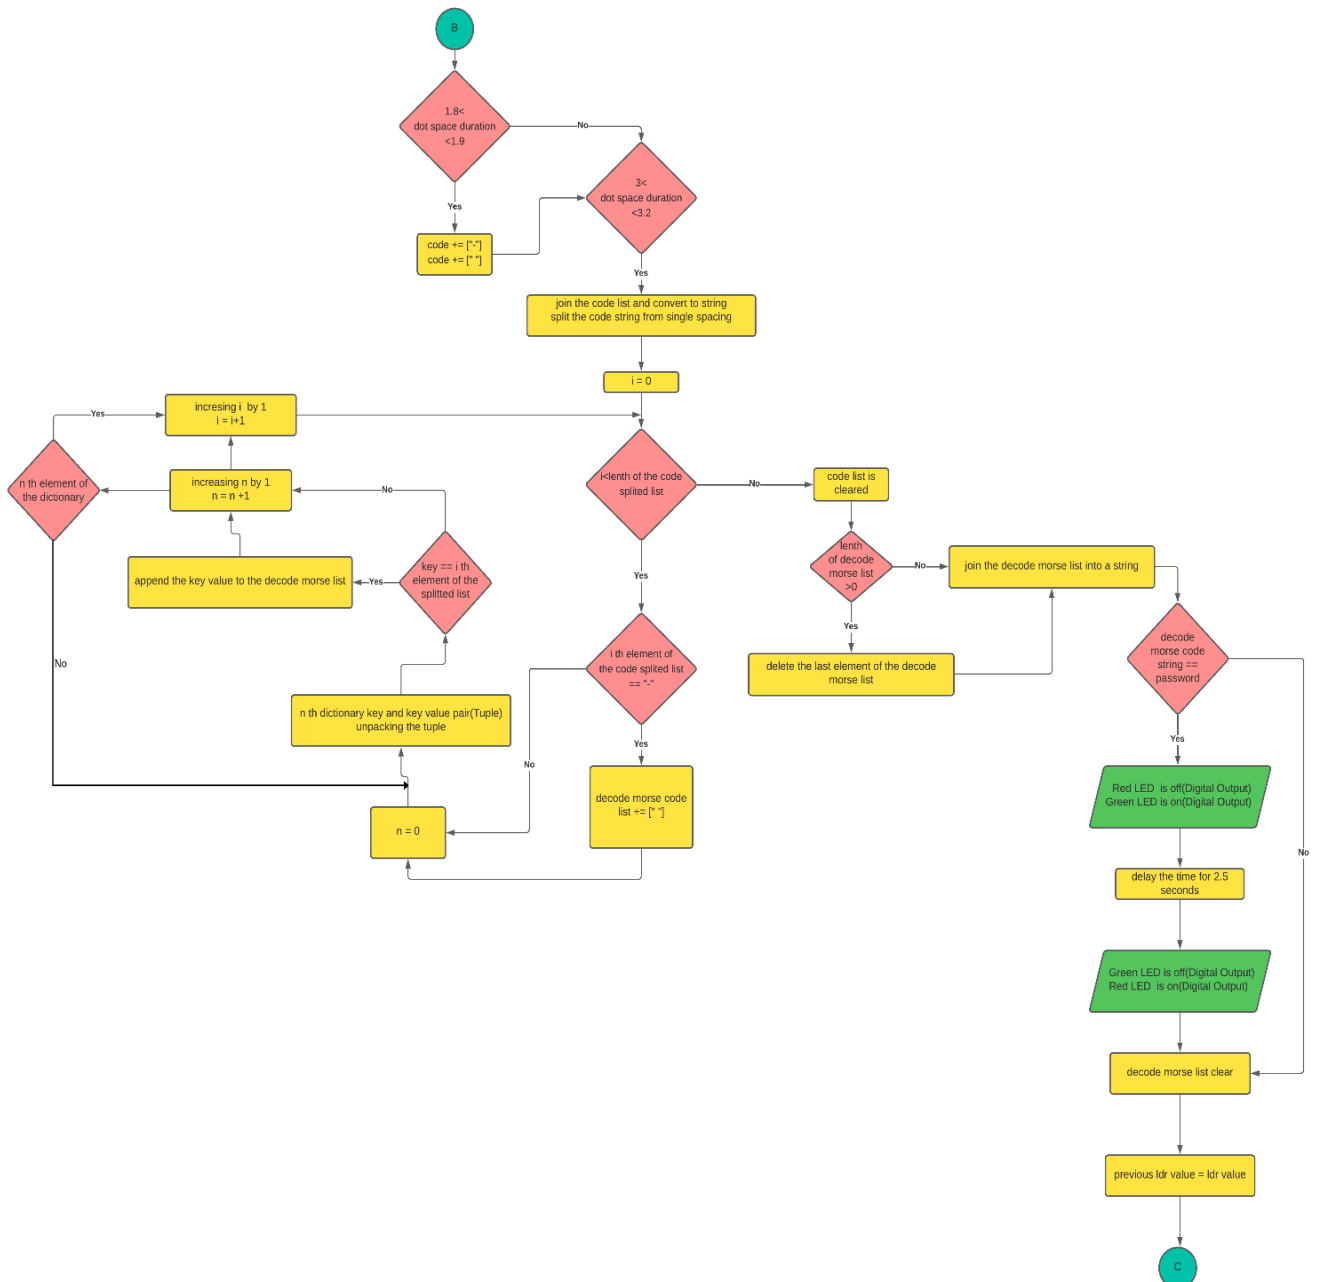 B
1.8<
dot space duration
<1.9
No
3<
dot space duration
<3.2
Yes
code += ["-"]
code += [" "]
Yes
join the code list and convert to string
split the code string from single spacing
i = 0
Yes
incresing i  by 1
i = i+1
n th element of
the dictionary
increasing n by 1
n = n +1
No
i<lenth of the code
splited list
No
code list is
cleared
append the key value to the decode morse list
Yes
key == i th
element of the
splitted list
Yes
lenth
of decode
morse list
>0
No
join the decode morse list into a string
Yes
delete the last element of the decode
morse list
decode
morse code
string ==
password
No
i th element of
the code splited list
== "-"
n th dictionary key and key value pair(Tuple)
unpacking the tuple
Yes
No
decode morse code
list += [" "]
n = 0
Yes
Red LED  is off(Digital Output)
Green LED is on(Digital Output)
No
delay the time for 2.5
seconds
Green LED is off(Digital Output)
Red LED  is on(Digital Output)
decode morse list clear
previous ldr value = ldr value
C